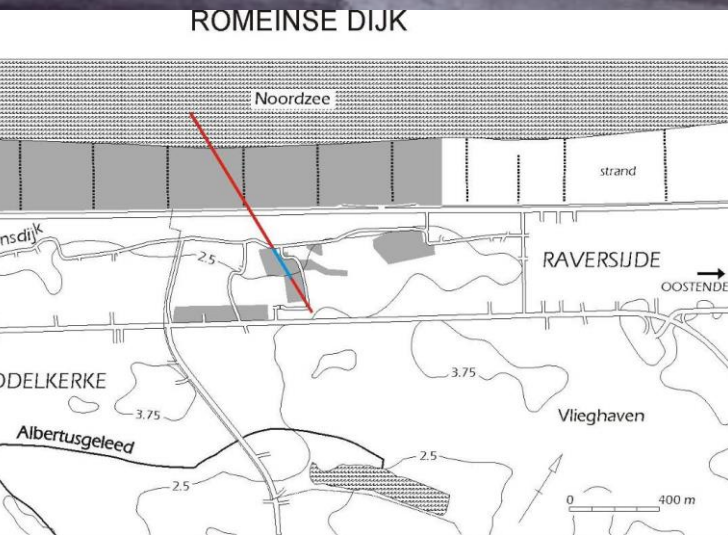 ROMEINSE DIJK
Noordzee
strand
nsdijk
2.5
RAVERSIJDE
OOSTENDE
ODELKERKE
3.75
3.75
Vlieghaven
Albertusgeleed
2.5
2.5
0 400 m